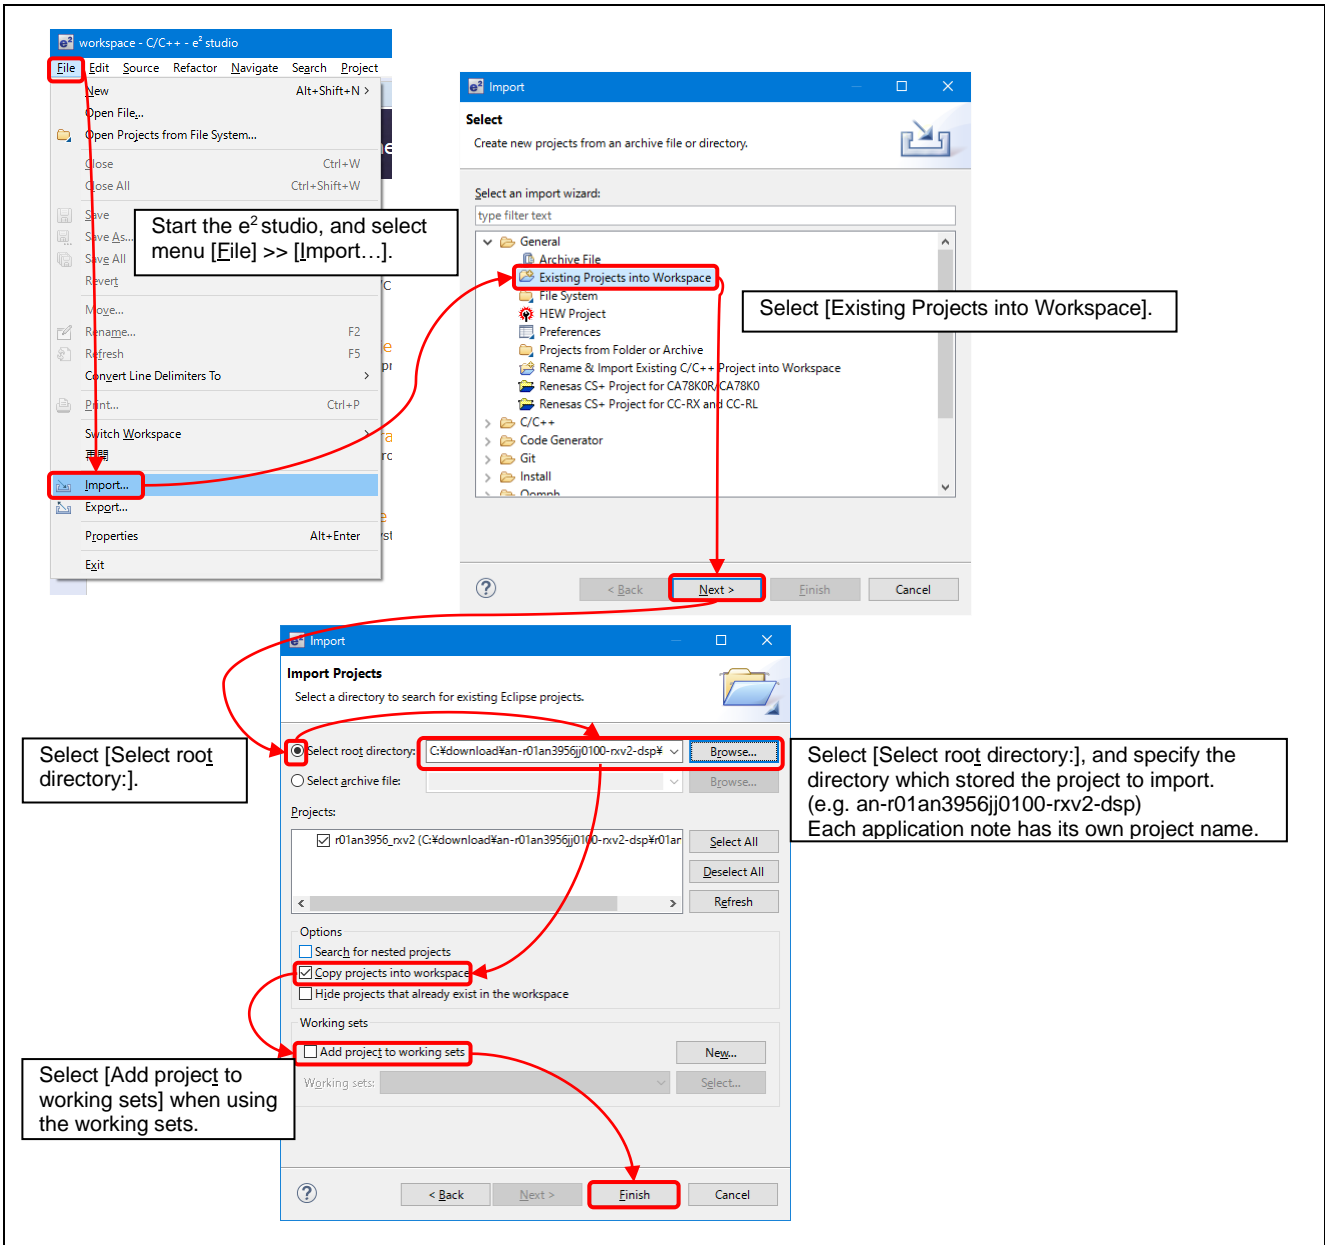 workspace - C/C++ - e² studio
File Edit Source Refactor Navigate Search Project
New Alt+Shift+N >
Open File...
Open Projects from File System...
Close Ctrl+W
Close All Ctrl+Shift+W
Save
Save As...
Save All
Revert
Move...
Rename... F2
Refresh F5
Convert Line Delimiters To >
Print... Ctrl+P
Switch Workspace >
再開
Import...
Export...
Properties Alt+Enter
Exit
Start the e² studio, and select
menu [File] >> [Import…].
Import
Select
Create new projects from an archive file or directory.
Select an import wizard:
type filter text
General
Archive File
Existing Projects into Workspace
File System
HEW Project
Preferences
Projects from Folder or Archive
Rename & Import Existing C/C++ Project into Workspace
Renesas CS+ Project for CA78K0R/CA78K0
Renesas CS+ Project for CC-RX and CC-RL
C/C++
Code Generator
Git
Install
Oomph
< Back Next > Finish Cancel
Select [Existing Projects into Workspace].
Import
Import Projects
Select a directory to search for existing Eclipse projects.
Select root directory: C:¥download¥an-r01an3956jj0100-rxv2-dsp¥ Browse...
Select archive file: Browse...
Projects:
r01an3956_rxv2 (C:¥download¥an-r01an3956jj0100-rxv2-dsp¥r01an
Select All
Deselect All
Refresh
Options
Search for nested projects
Copy projects into workspace
Hide projects that already exist in the workspace
Working sets
Add project to working sets New...
Working sets: Select...
< Back Next > Finish Cancel
Select [Select root
directory:].
Select [Select root directory:], and specify the
directory which stored the project to import.
(e.g. an-r01an3956jj0100-rxv2-dsp)
Each application note has its own project name.
Select [Add project to
working sets] when using
the working sets.